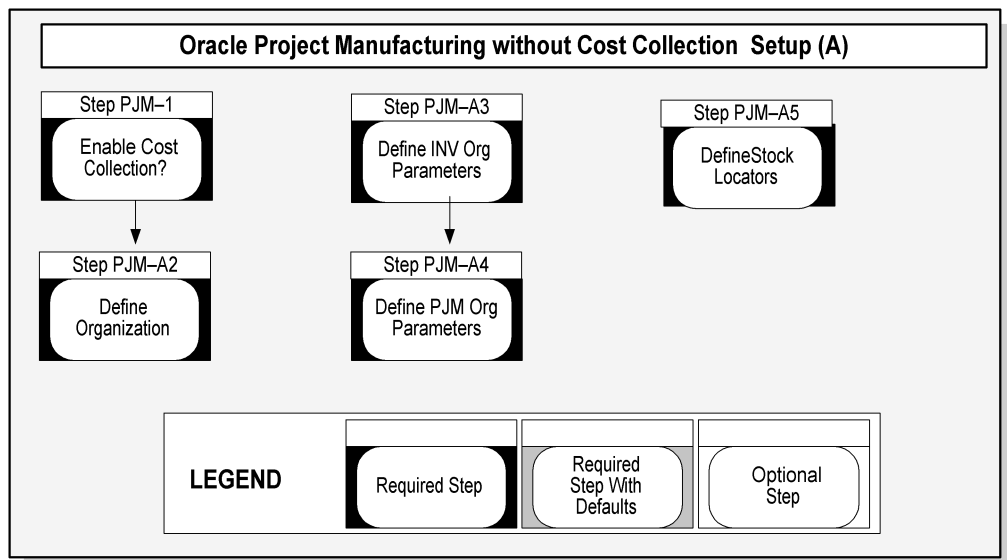 Oracle Project Manufacturing without Cost Collection Setup (A)
Step PJM–1
Enable Cost
Collection?
Step PJM–A2
Define
Organization
Step PJM–A3
Define INV Org
Parameters
Step PJM–A4
Define PJM Org
Parameters
Step PJM–A5
DefineStock
Locators
LEGEND
Required Step
Required
Step With
Defaults
Optional
Step